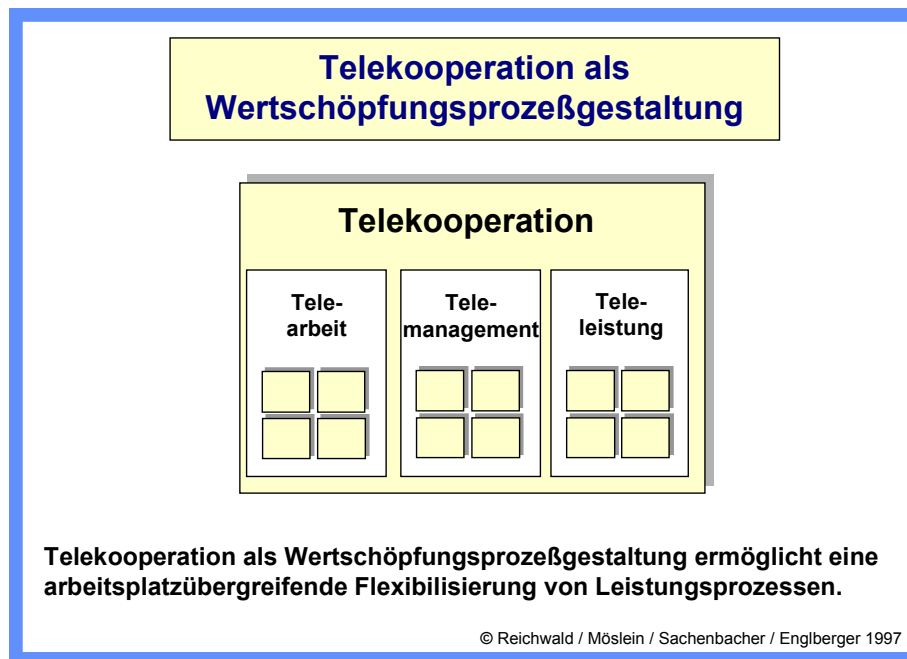 Telekooperation als
Wertschöpfungsprozeßgestaltung
Telekooperation
Tele-
arbeit
Tele-
management
Tele-
leistung
Telekooperation als Wertschöpfungsprozeßgestaltung ermöglicht eine
arbeitsplatzübergreifende Flexibilisierung von Leistungsprozessen.
© Reichwald / Möslein / Sachenbacher / Englberger 1997